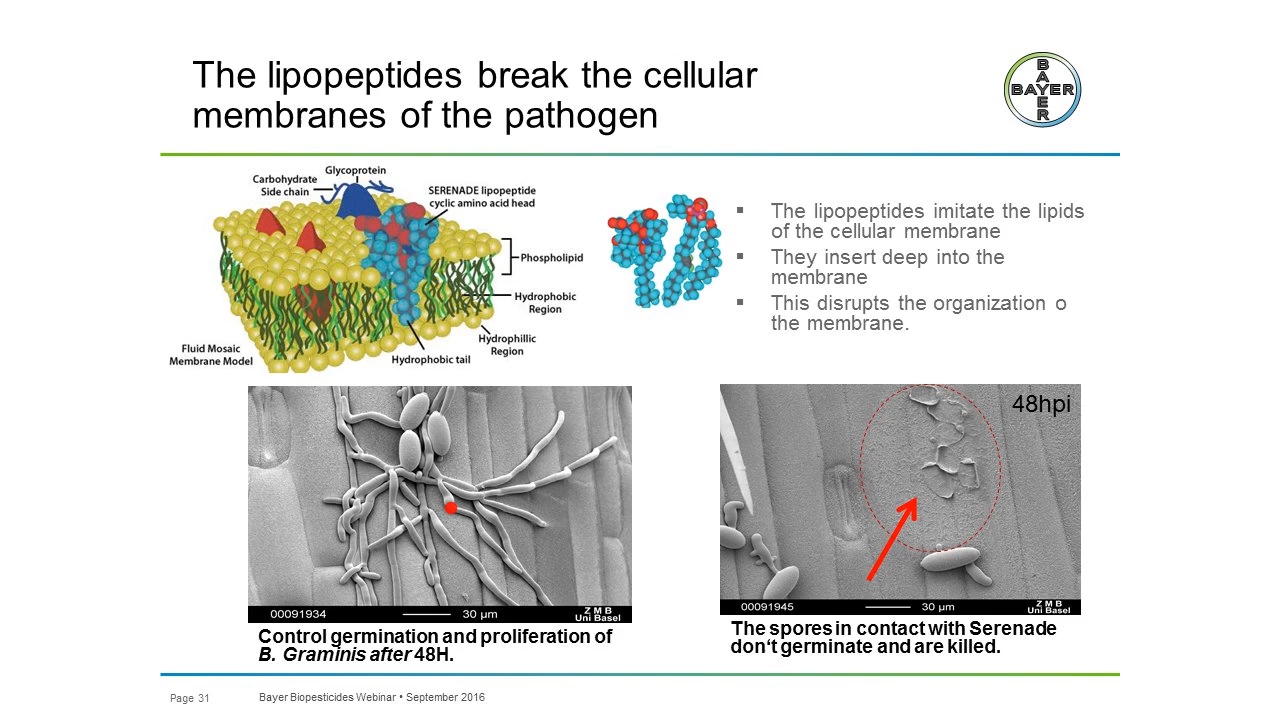 The lipopeptides break the cellular
membranes of the pathogen
BAYER
BAYER
Glycoprotein
Carbohydrate
Side chain
SERENADE lipopeptide
cyclic amino acid head
Phospholipid
Hydrophobic
Region
Hydrophillic
Region
Hydrophobic tail
Fluid Mosaic
Membrane Model
▪ The lipopeptides imitate the lipids
of the cellular membrane
▪ They insert deep into the
membrane
▪ This disrupts the organization o
the membrane.
00091934 30 µm ZMB
Uni Basel
Control germination and proliferation of
B. Graminis after 48H.
48hpi
00091945 30 µm ZMB
Uni Basel
The spores in contact with Serenade
don‘t germinate and are killed.
Page 31 Bayer Biopesticides Webinar • September 2016